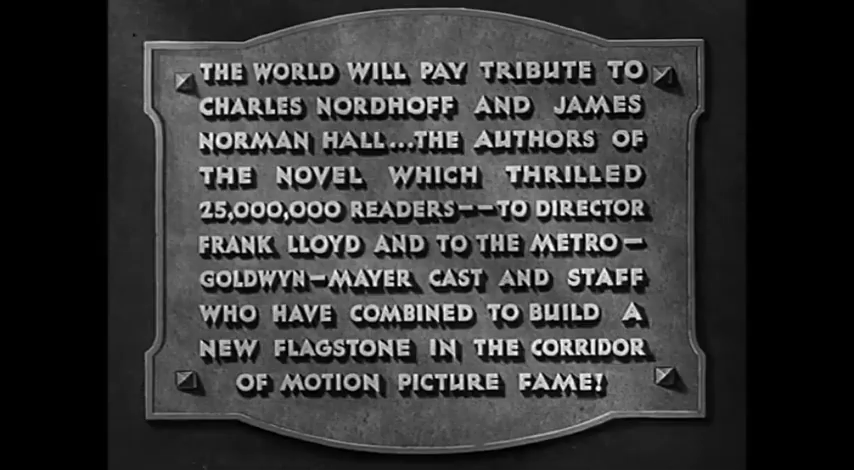 THE WORLD WILL PAY TRIBUTE TO
CHARLES NORDHOFF AND JAMES
NORMAN HALL...THE AUTHORS OF
THE NOVEL WHICH THRILLED
25,000,000 READERS--TO DIRECTOR
FRANK LLOYD AND TO THE METRO-
GOLDWYN-MAYER CAST AND STAFF
WHO HAVE COMBINED TO BUILD A
NEW FLAGSTONE IN THE CORRIDOR
OF MOTION PICTURE FAME!